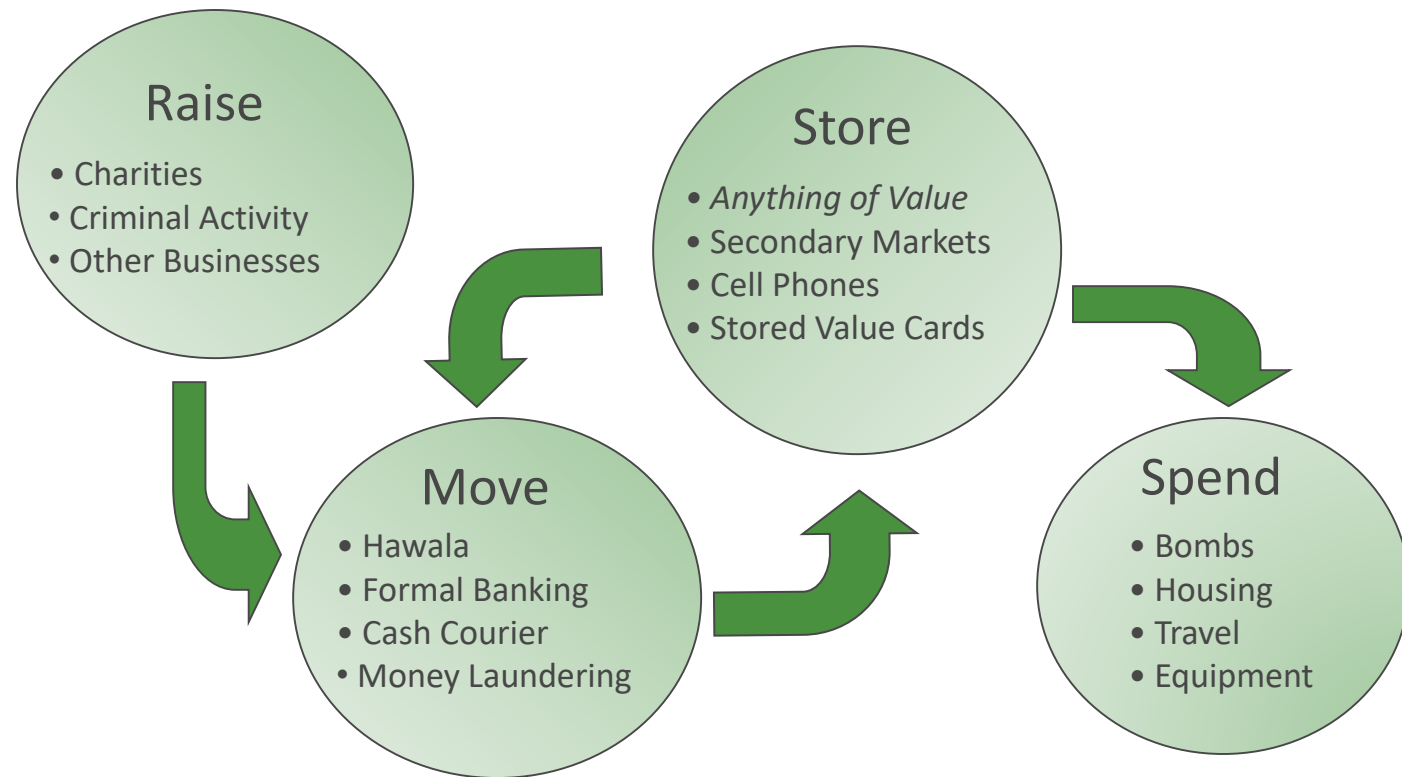 Raise
• Charities
• Criminal Activity
• Other Businesses
Store
• Anything of Value
• Secondary Markets
• Cell Phones
• Stored Value Cards
Move
• Hawala
• Formal Banking
• Cash Courier
• Money Laundering
Spend
• Bombs
• Housing
• Travel
• Equipment